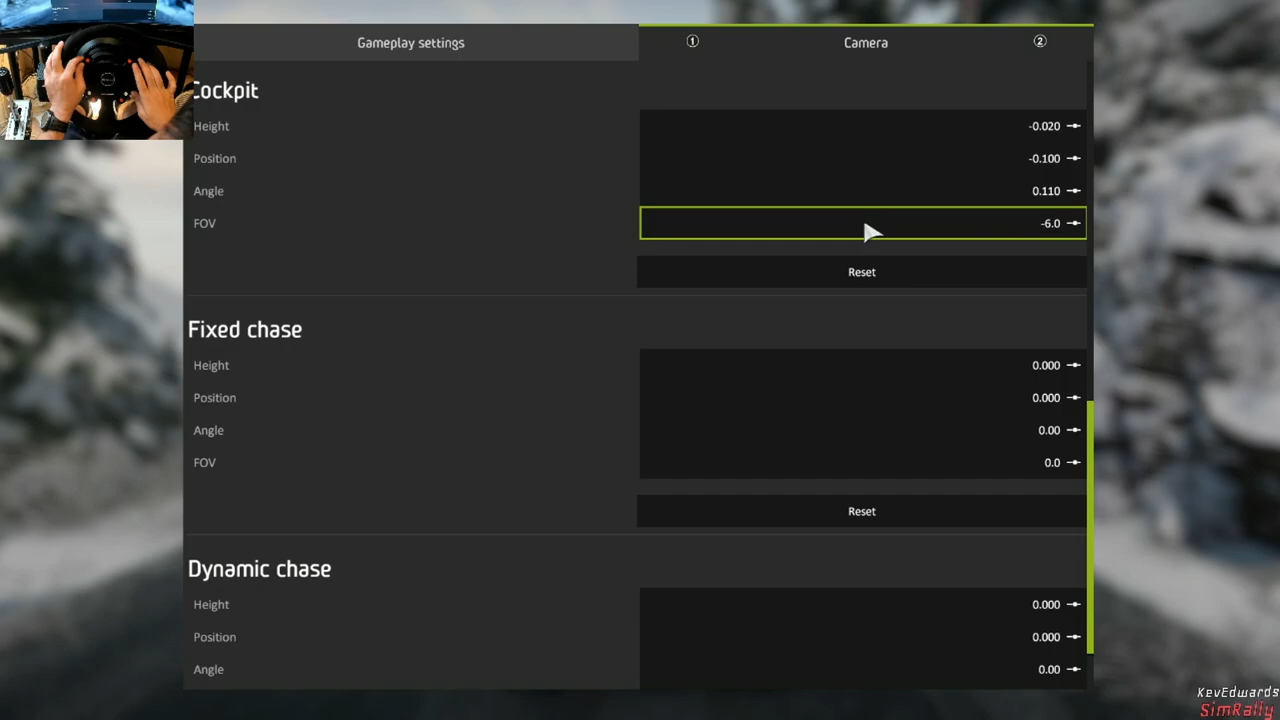 Gameplay settings
① Camera ②
Cockpit
Height -0.020
Position -0.100
Angle 0.110
FOV -6.0
Reset
Fixed chase
Height 0.000
Position 0.000
Angle 0.00
FOV 0.0
Reset
Dynamic chase
Height 0.000
Position 0.000
Angle 0.00
KevEdwards
SimRally